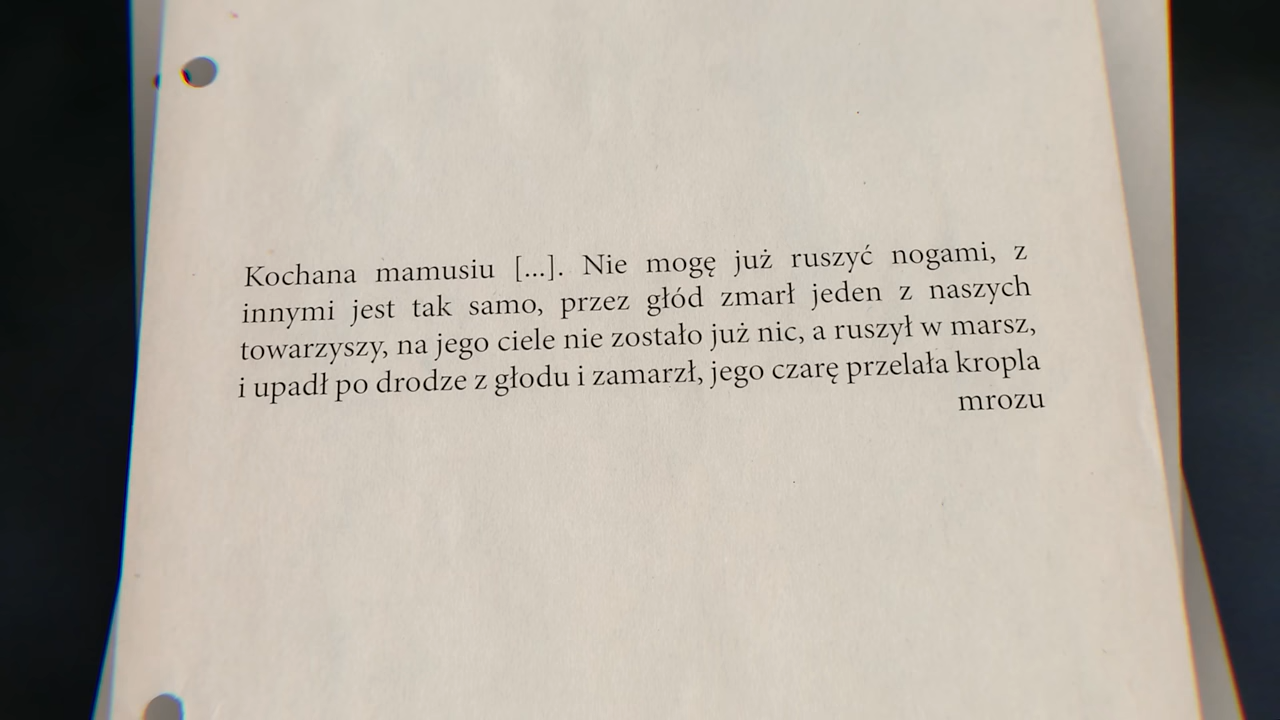 Kochana mamusiu [...]. Nie mogę już ruszyć nogami, z
innymi jest tak samo, przez głód zmarł jeden z naszych
towarzyszy, na jego ciele nie zostało już nic, a ruszył w marsz,
i upadł po drodze z głodu i zamarzł, jego czarę przelała kropla
mrozu